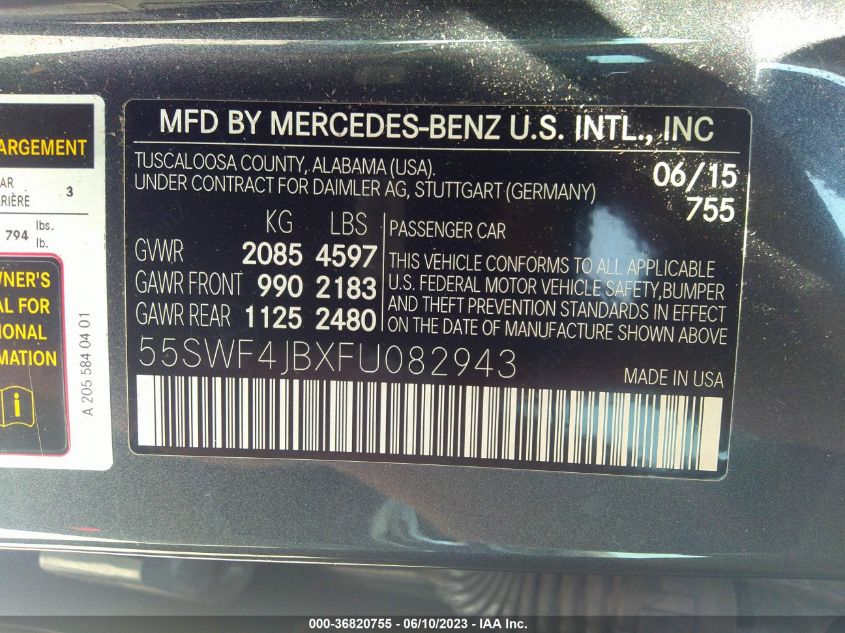 ARGEMENT
AR
RIÈRE 3
794 lbs.
lb.
WNER'S
AL FOR
IONAL
TION
A 205 584 04 01
MFD BY MERCEDES-BENZ U.S. INTL., INC
TUSCALOOSA COUNTY, ALABAMA (USA).
UNDER CONTRACT FOR DAIMLER AG, STUTTGART (GERMANY)
06/15
755
KG LBS
GVWR 2085 4597
GAWR FRONT 990 2183
GAWR REAR 1125 2480
PASSENGER CAR
THIS VEHICLE CONFORMS TO ALL APPLICABLE
U.S. FEDERAL MOTOR VEHICLE SAFETY,BUMPER
AND THEFT PREVENTION STANDARDS IN EFFECT
ON THE DATE OF MANUFACTURE SHOWN ABOVE
55SWF4JBXFU082943
MADE IN USA
000-36820755 - 06/10/2023 - IAA Inc.